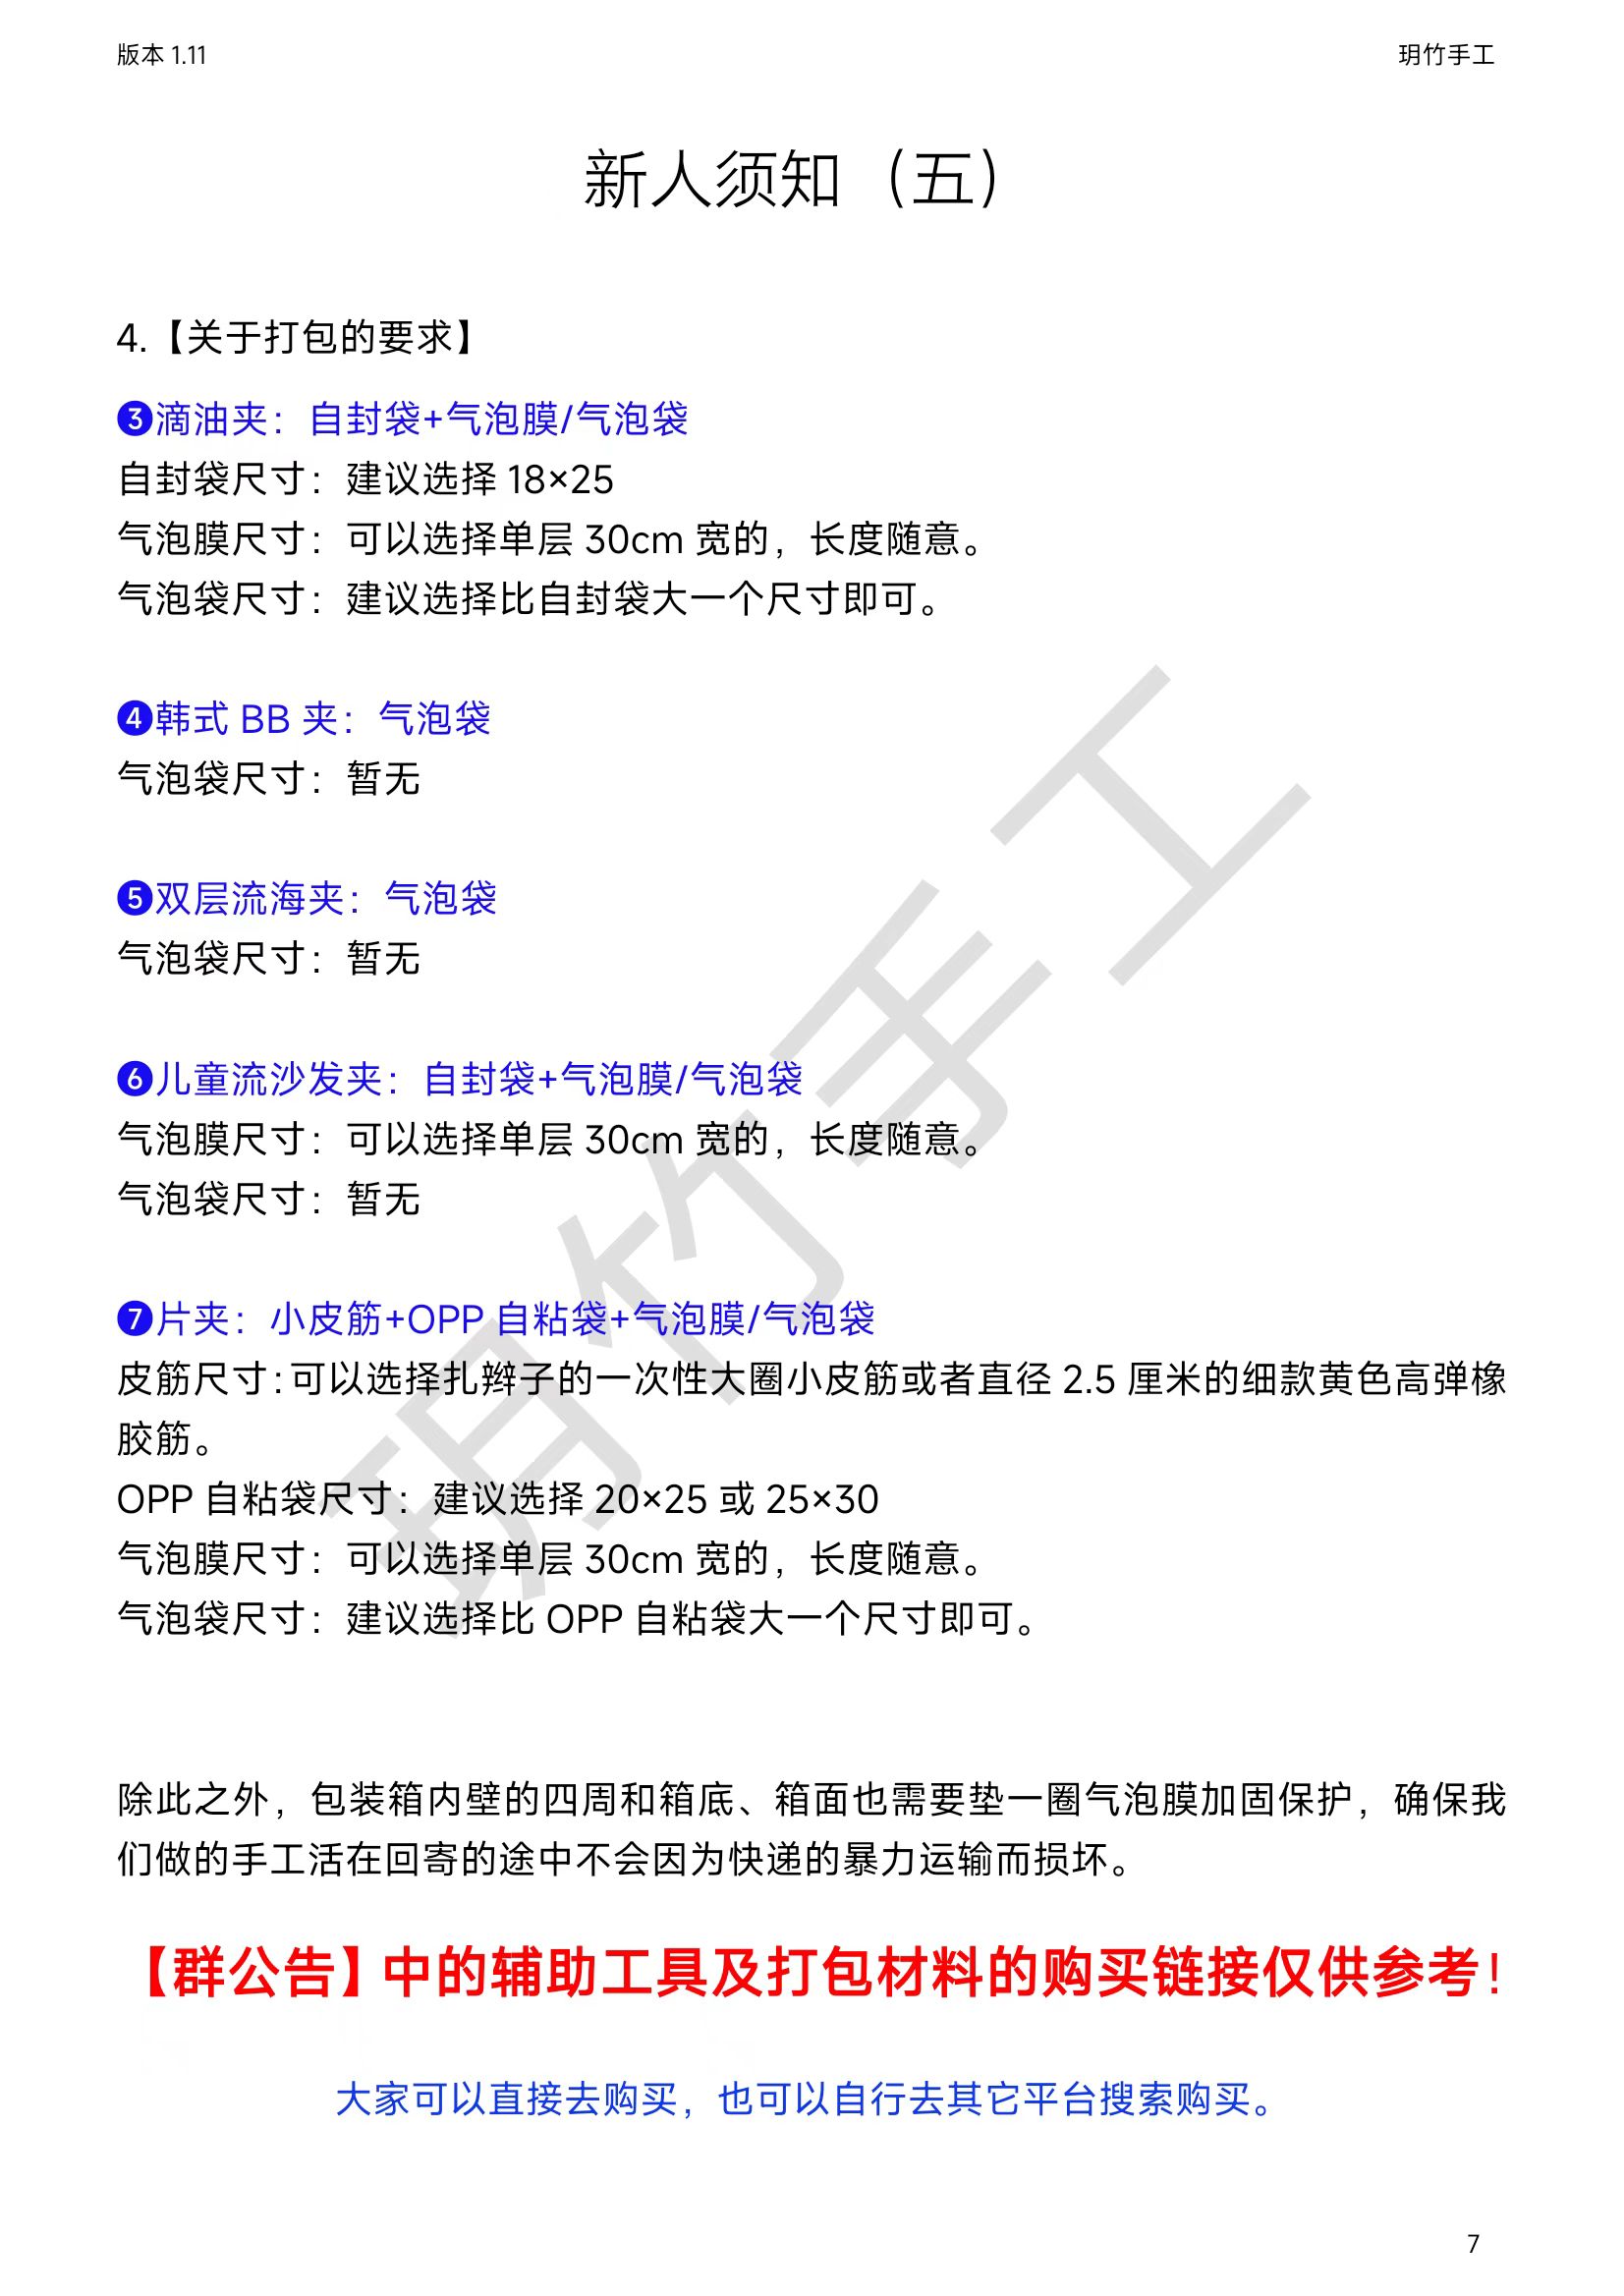 版本 1.11
玥竹手工
新人须知（五）
4.【关于打包的要求】
❸滴油夹：自封袋+气泡膜/气泡袋
自封袋尺寸：建议选择 18×25
气泡膜尺寸：可以选择单层 30cm 宽的，长度随意。
气泡袋尺寸：建议选择比自封袋大一个尺寸即可。
❹韩式 BB 夹：气泡袋
气泡袋尺寸：暂无
❺双层流海夹：气泡袋
气泡袋尺寸：暂无
❻儿童流沙发夹：自封袋+气泡膜/气泡袋
气泡膜尺寸：可以选择单层 30cm 宽的，长度随意。
气泡袋尺寸：暂无
❼片夹：小皮筋+OPP 自粘袋+气泡膜/气泡袋
皮筋尺寸：可以选择扎辫子的一次性大圈小皮筋或者直径 2.5 厘米的细款黄色高弹橡
胶筋。
OPP 自粘袋尺寸：建议选择 20×25 或 25×30
气泡膜尺寸：可以选择单层 30cm 宽的，长度随意。
气泡袋尺寸：建议选择比 OPP 自粘袋大一个尺寸即可。
除此之外，包装箱内壁的四周和箱底、箱面也需要垫一圈气泡膜加固保护，确保我
们做的手工活在回寄的途中不会因为快递的暴力运输而损坏。
【群公告】中的辅助工具及打包材料的购买链接仅供参考！
大家可以直接去购买，也可以自行去其它平台搜索购买。
7
玥竹手工